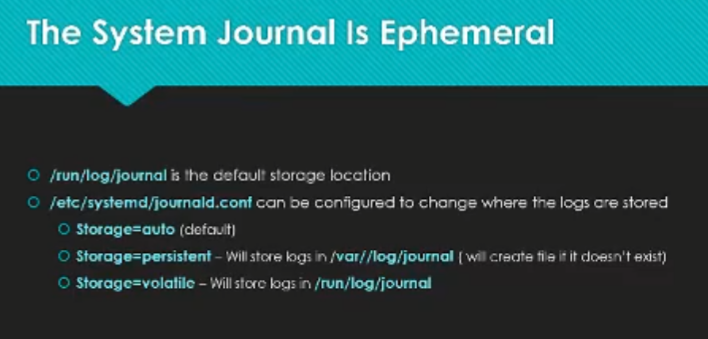 The System Journal Is Ephemeral
/run/log/journal is the default storage location
/etc/systemd/journald.conf can be configured to change where the logs are stored
Storage=auto (default)
Storage=persistent – Will store logs in /var//log/journal ( will create file it it doesn't exist)
Storage=volatile – Will store logs in /run/log/journal